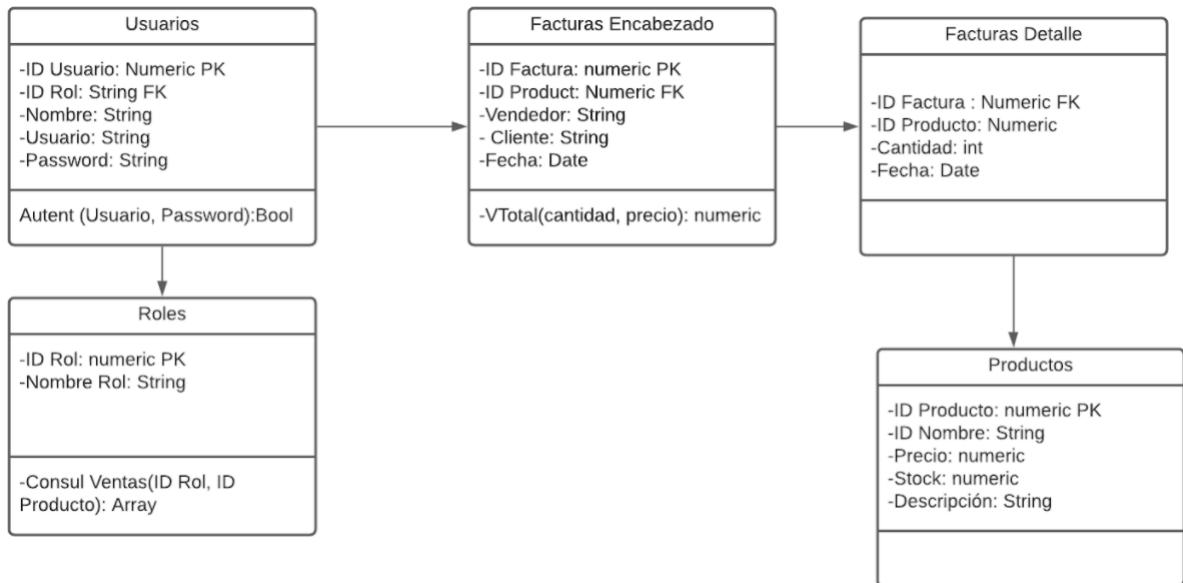 Usuarios
-ID Usuario: Numeric PK
-ID Rol: String FK
-Nombre: String
-Usuario: String
-Password: String
Autent (Usuario, Password):Bool
Facturas Encabezado
-ID Factura: numeric PK
-ID Product: Numeric FK
-Vendedor: String
- Cliente: String
-Fecha: Date
-VTotal(cantidad, precio): numeric
Facturas Detalle
-ID Factura : Numeric FK
-ID Producto: Numeric
-Cantidad: int
-Fecha: Date
Roles
-ID Rol: numeric PK
-Nombre Rol: String
-Consul Ventas(ID Rol, ID
Producto): Array
Productos
-ID Producto: numeric PK
-ID Nombre: String
-Precio: numeric
-Stock: numeric
-Descripción: String